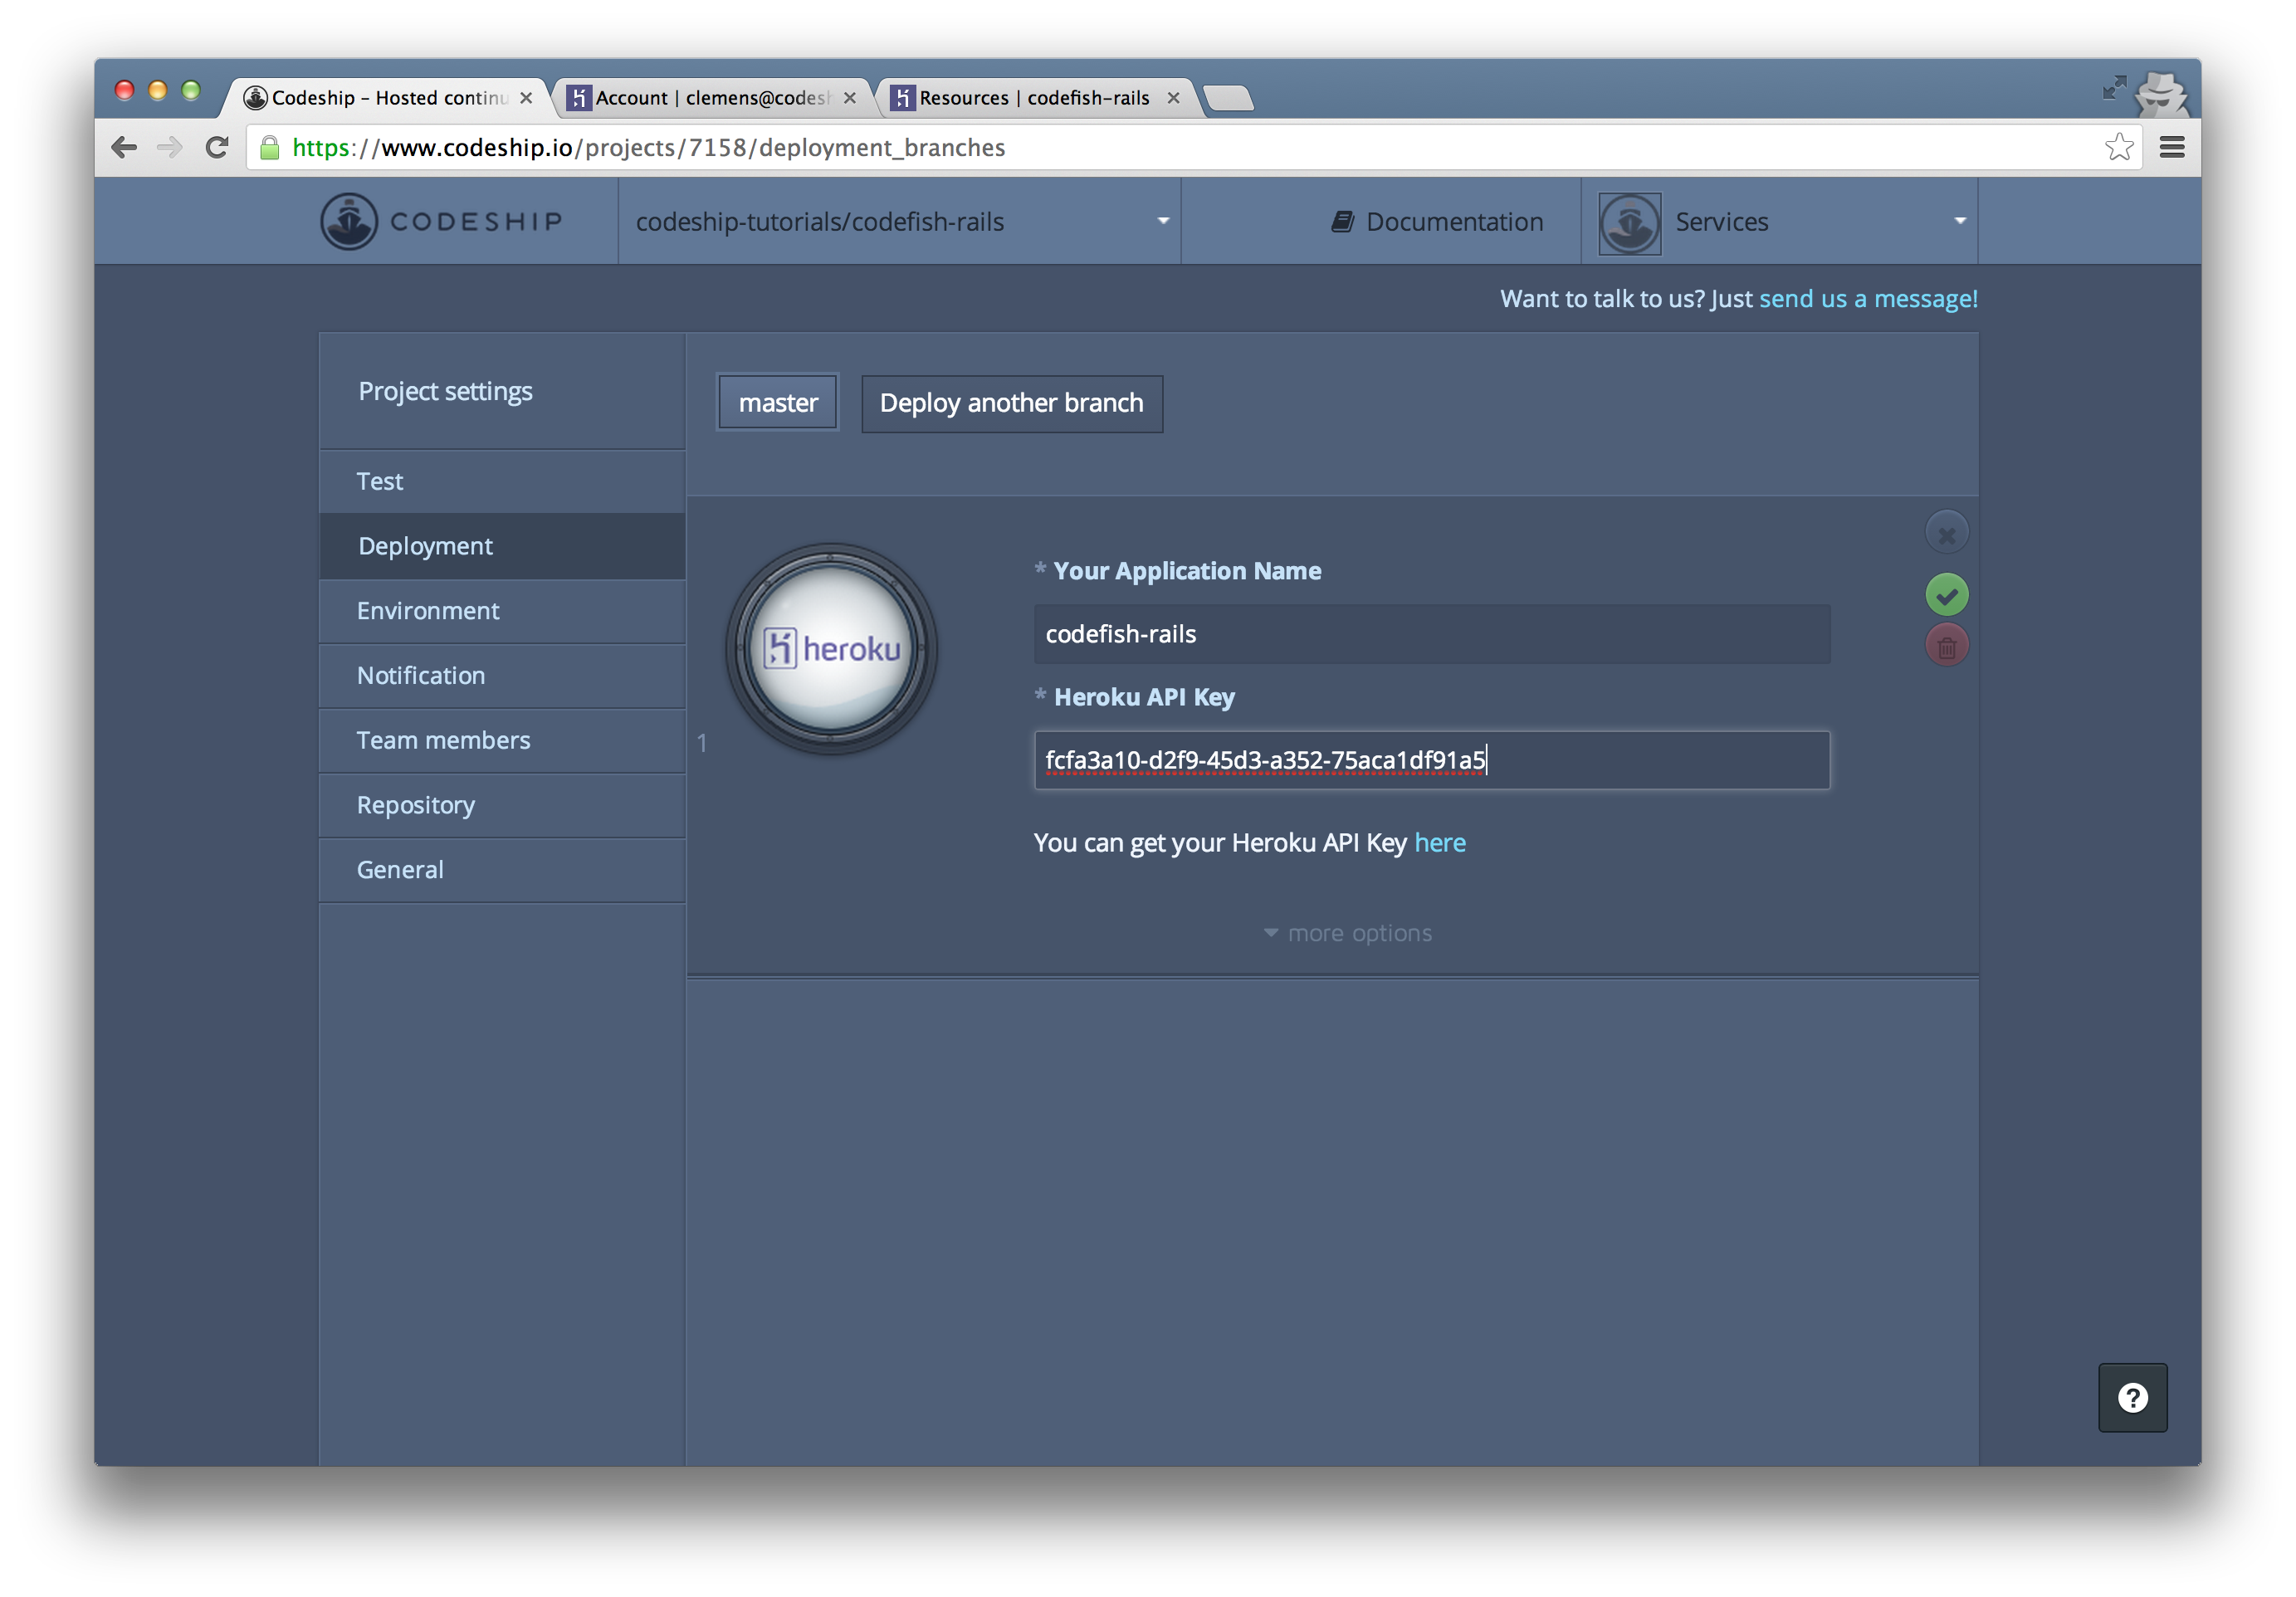 Codeship - Hosted continu
Account | clemens@codesh
Resources | codefish-rails
https://www.codeship.io/projects/7158/deployment_branches
CODESHIP
codeship-tutorials/codefish-rails
Documentation
Services
Want to talk to us? Just send us a message!
Project settings
Test
Deployment
Environment
Notification
Team members
Repository
General
master
Deploy another branch
1
heroku
* Your Application Name
codefish-rails
* Heroku API Key
fcfa3a10-d2f9-45d3-a352-75aca1df91a5
You can get your Heroku API Key here
more options
?